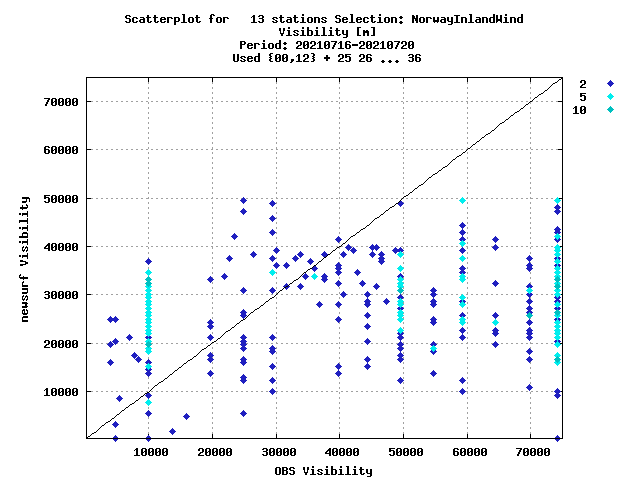 Scatterplot for 13 stations Selection: NorwayInlandWind
Visibility [m]
Period: 20210716-20210720
Used {00,12} + 25 26 ... 36
2
5
10
70000
60000
50000
40000
30000
20000
10000
newsurf Visibility
10000 20000 30000 40000 50000 60000 70000
OBS Visibility